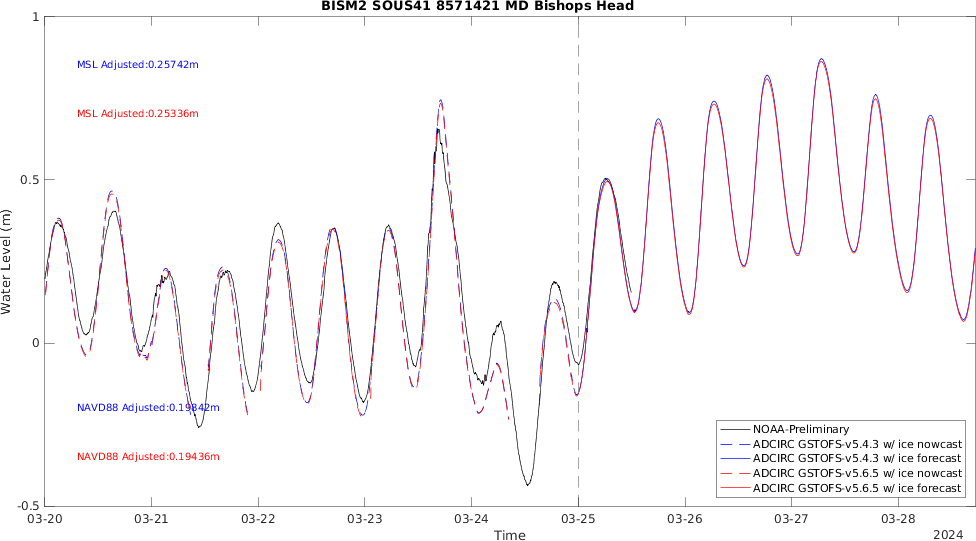 BISM2 SOUS41 8571421 MD Bishops Head
1
MSL Adjusted:0.25742m
MSL Adjusted:0.25336m
0.5
Water Level (m)
0
NAVD88 Adjusted:0.19842m
NAVD88 Adjusted:0.19436m
NOAA-Preliminary
ADCIRC GSTOFS-v5.4.3 w/ ice nowcast
ADCIRC GSTOFS-v5.4.3 w/ ice forecast
ADCIRC GSTOFS-v5.6.5 w/ ice nowcast
ADCIRC GSTOFS-v5.6.5 w/ ice forecast
-0.5
03-20 03-21 03-22 03-23 03-24 03-25 03-26 03-27 03-28
Time
2024